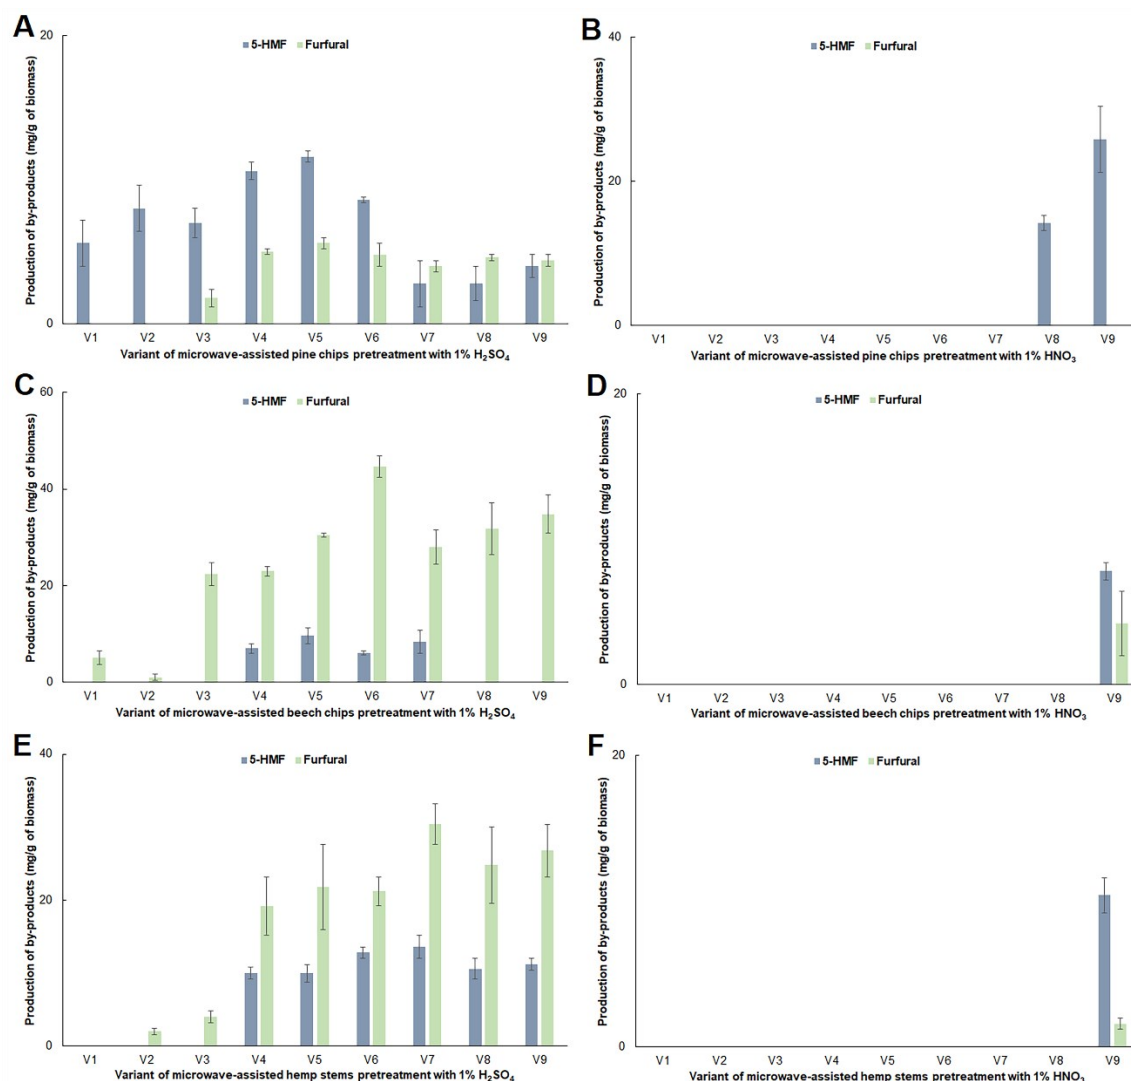 A
Production of by-products (mg/g of biomass)
20
0
5-HMF Furfural
V1 V2 V3 V4 V5 V6 V7 V8 V9
Variant of microwave-assisted pine chips pretreatment with 1% H₂SO₄
B
Production of by-products (mg/g of biomass)
40
20
0
5-HMF Furfural
V1 V2 V3 V4 V5 V6 V7 V8 V9
Variant of microwave-assisted pine chips pretreatment with 1% HNO₃
C
Production of by-products (mg/g of biomass)
60
40
20
0
5-HMF Furfural
V1 V2 V3 V4 V5 V6 V7 V8 V9
Variant of microwave-assisted beech chips pretreatment with 1% H₂SO₄
D
Production of by-products (mg/g of biomass)
20
0
5-HMF Furfural
V1 V2 V3 V4 V5 V6 V7 V8 V9
Variant of microwave-assisted beech chips pretreatment with 1% HNO₃
E
Production of by-products (mg/g of biomass)
40
20
0
5-HMF Furfural
V1 V2 V3 V4 V5 V6 V7 V8 V9
Variant of microwave-assisted hemp stems pretreatment with 1% H₂SO₄
F
Production of by-products (mg/g of biomass)
20
0
5-HMF Furfural
V1 V2 V3 V4 V5 V6 V7 V8 V9
Variant of microwave-assisted hemp stems pretreatment with 1% HNO₃